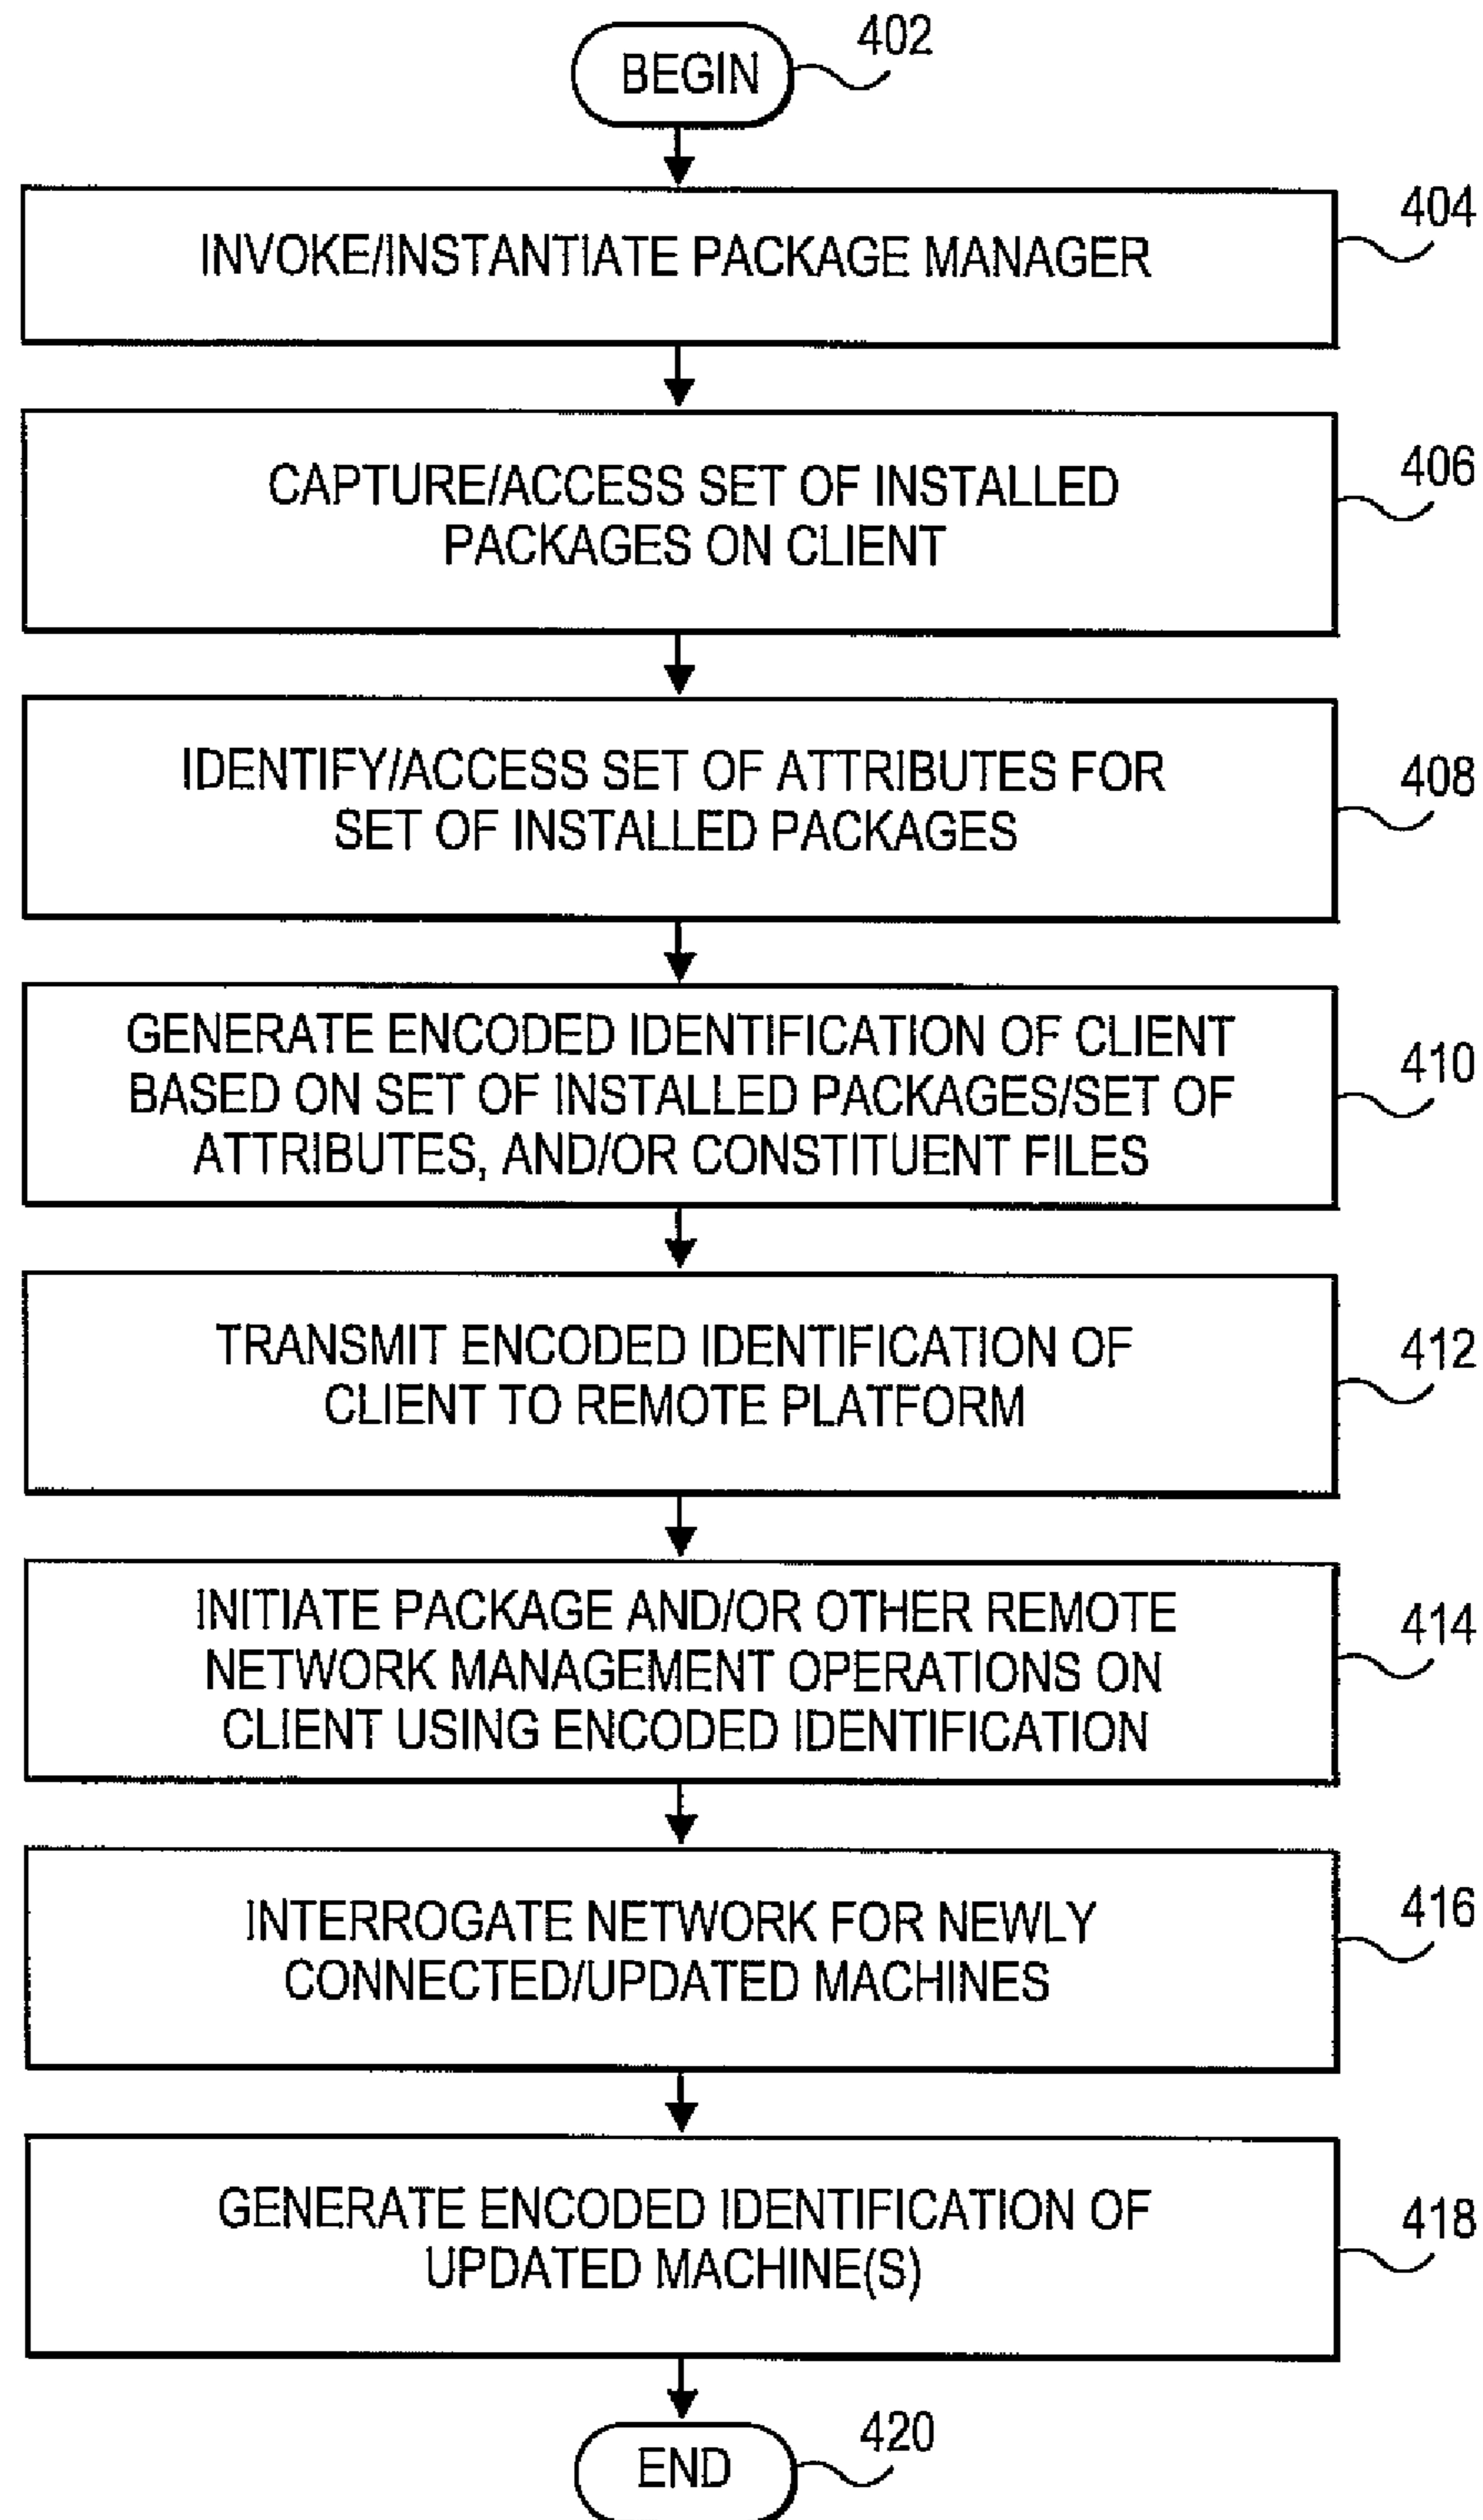 BEGIN
402
INVOKE/INSTANTIATE PACKAGE MANAGER
404
CAPTURE/ACCESS SET OF INSTALLED
PACKAGES ON CLIENT
406
IDENTIFY/ACCESS SET OF ATTRIBUTES FOR
SET OF INSTALLED PACKAGES
408
GENERATE ENCODED IDENTIFICATION OF CLIENT
BASED ON SET OF INSTALLED PACKAGES/SET OF
ATTRIBUTES, AND/OR CONSTITUENT FILES
410
TRANSMIT ENCODED IDENTIFICATION OF
CLIENT TO REMOTE PLATFORM
412
INITIATE PACKAGE AND/OR OTHER REMOTE
NETWORK MANAGEMENT OPERATIONS ON
CLIENT USING ENCODED IDENTIFICATION
414
INTERROGATE NETWORK FOR NEWLY
CONNECTED/UPDATED MACHINES
416
GENERATE ENCODED IDENTIFICATION OF
UPDATED MACHINE(S)
418
END
420